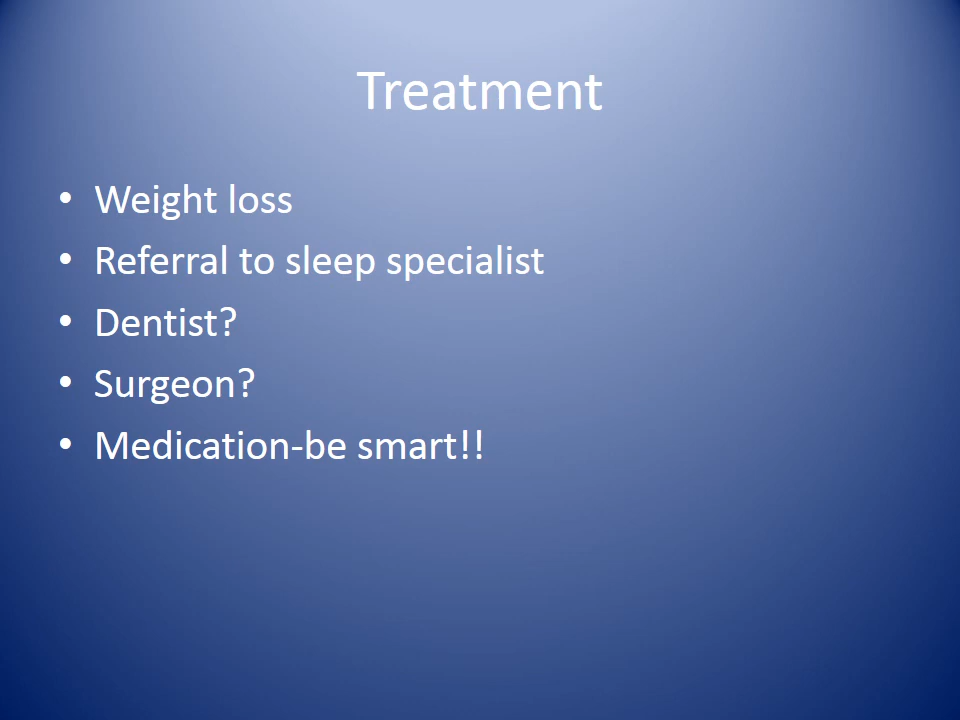 Treatment
• Weight loss
• Referral to sleep specialist
• Dentist?
• Surgeon?
• Medication-be smart!!